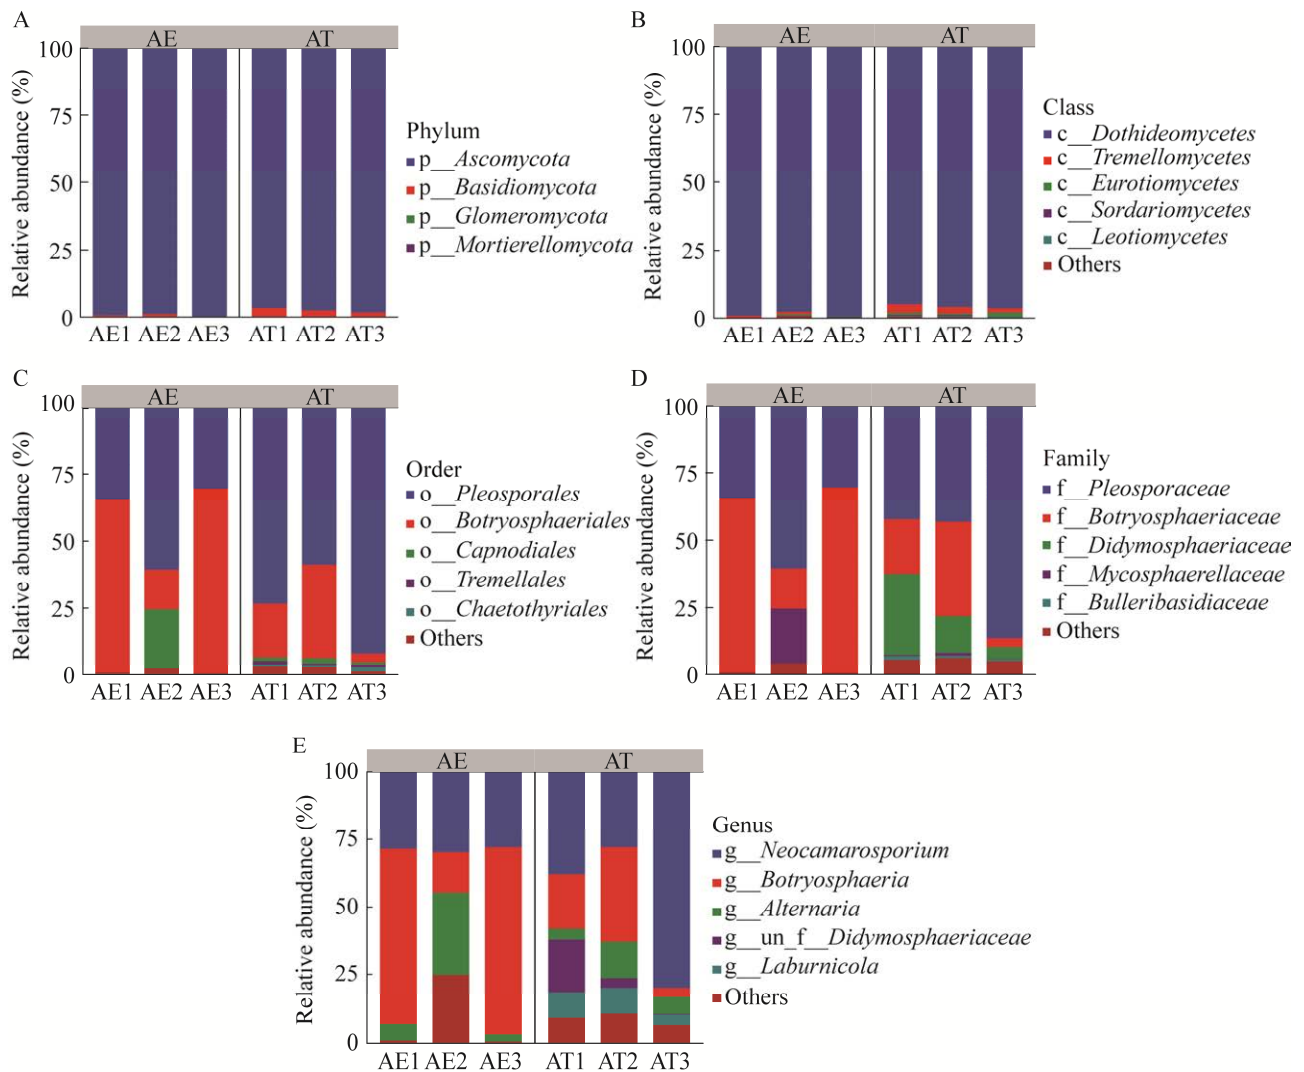 A
AE AT
Relative abundance (%)
100
75
50
25
0
AE1 AE2 AE3 AT1 AT2 AT3
Phylum
p__Ascomycota
p__Basidiomycota
p__Glomeromycota
p__Mortierellomycota
B
AE AT
Relative abundance (%)
100
75
50
25
0
AE1 AE2 AE3 AT1 AT2 AT3
Class
c__Dothideomycetes
c__Tremellomycetes
c__Eurotiomycetes
c__Sordariomycetes
c__Leotiomycetes
Others
C
AE AT
Relative abundance (%)
100
75
50
25
0
AE1 AE2 AE3 AT1 AT2 AT3
Order
o__Pleosporales
o__Botryosphaeriales
o__Capnodiales
o__Tremellales
o__Chaetothyriales
Others
D
AE AT
Relative abundance (%)
100
75
50
25
0
AE1 AE2 AE3 AT1 AT2 AT3
Family
f__Pleosporaceae
f__Botryosphaeriaceae
f__Didymosphaeriaceae
f__Mycosphaerellaceae
f__Bulleribasidiaceae
Others
E
AE AT
Relative abundance (%)
100
75
50
25
0
AE1 AE2 AE3 AT1 AT2 AT3
Genus
g__Neocamarosporium
g__Botryosphaeria
g__Alternaria
g__un_f__Didymosphaeriaceae
g__Laburnicola
Others